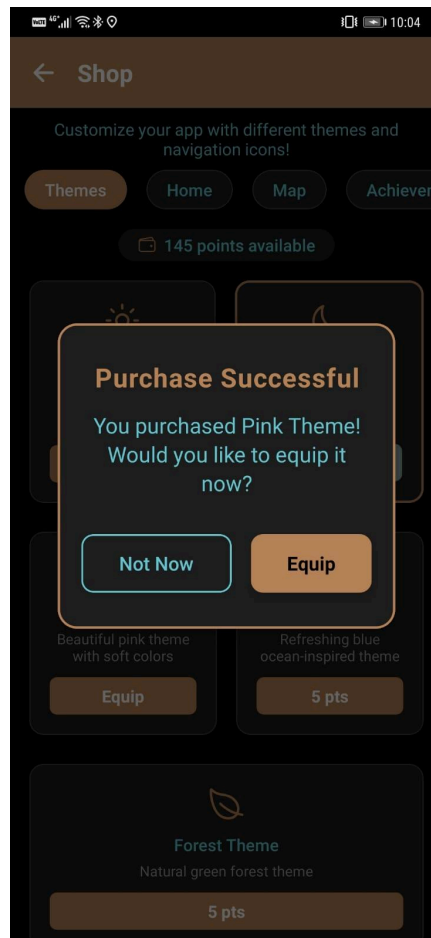 VoLTE 4G 10:04
Shop
Customize your app with different themes and
navigation icons!
Themes Home Map Achiever
145 points available
Purchase Successful
You purchased Pink Theme!
Would you like to equip it
now?
Not Now Equip
Beautiful pink theme
with soft colors
Refreshing blue
ocean-inspired theme
Equip 5 pts
Forest Theme
Natural green forest theme
5 pts